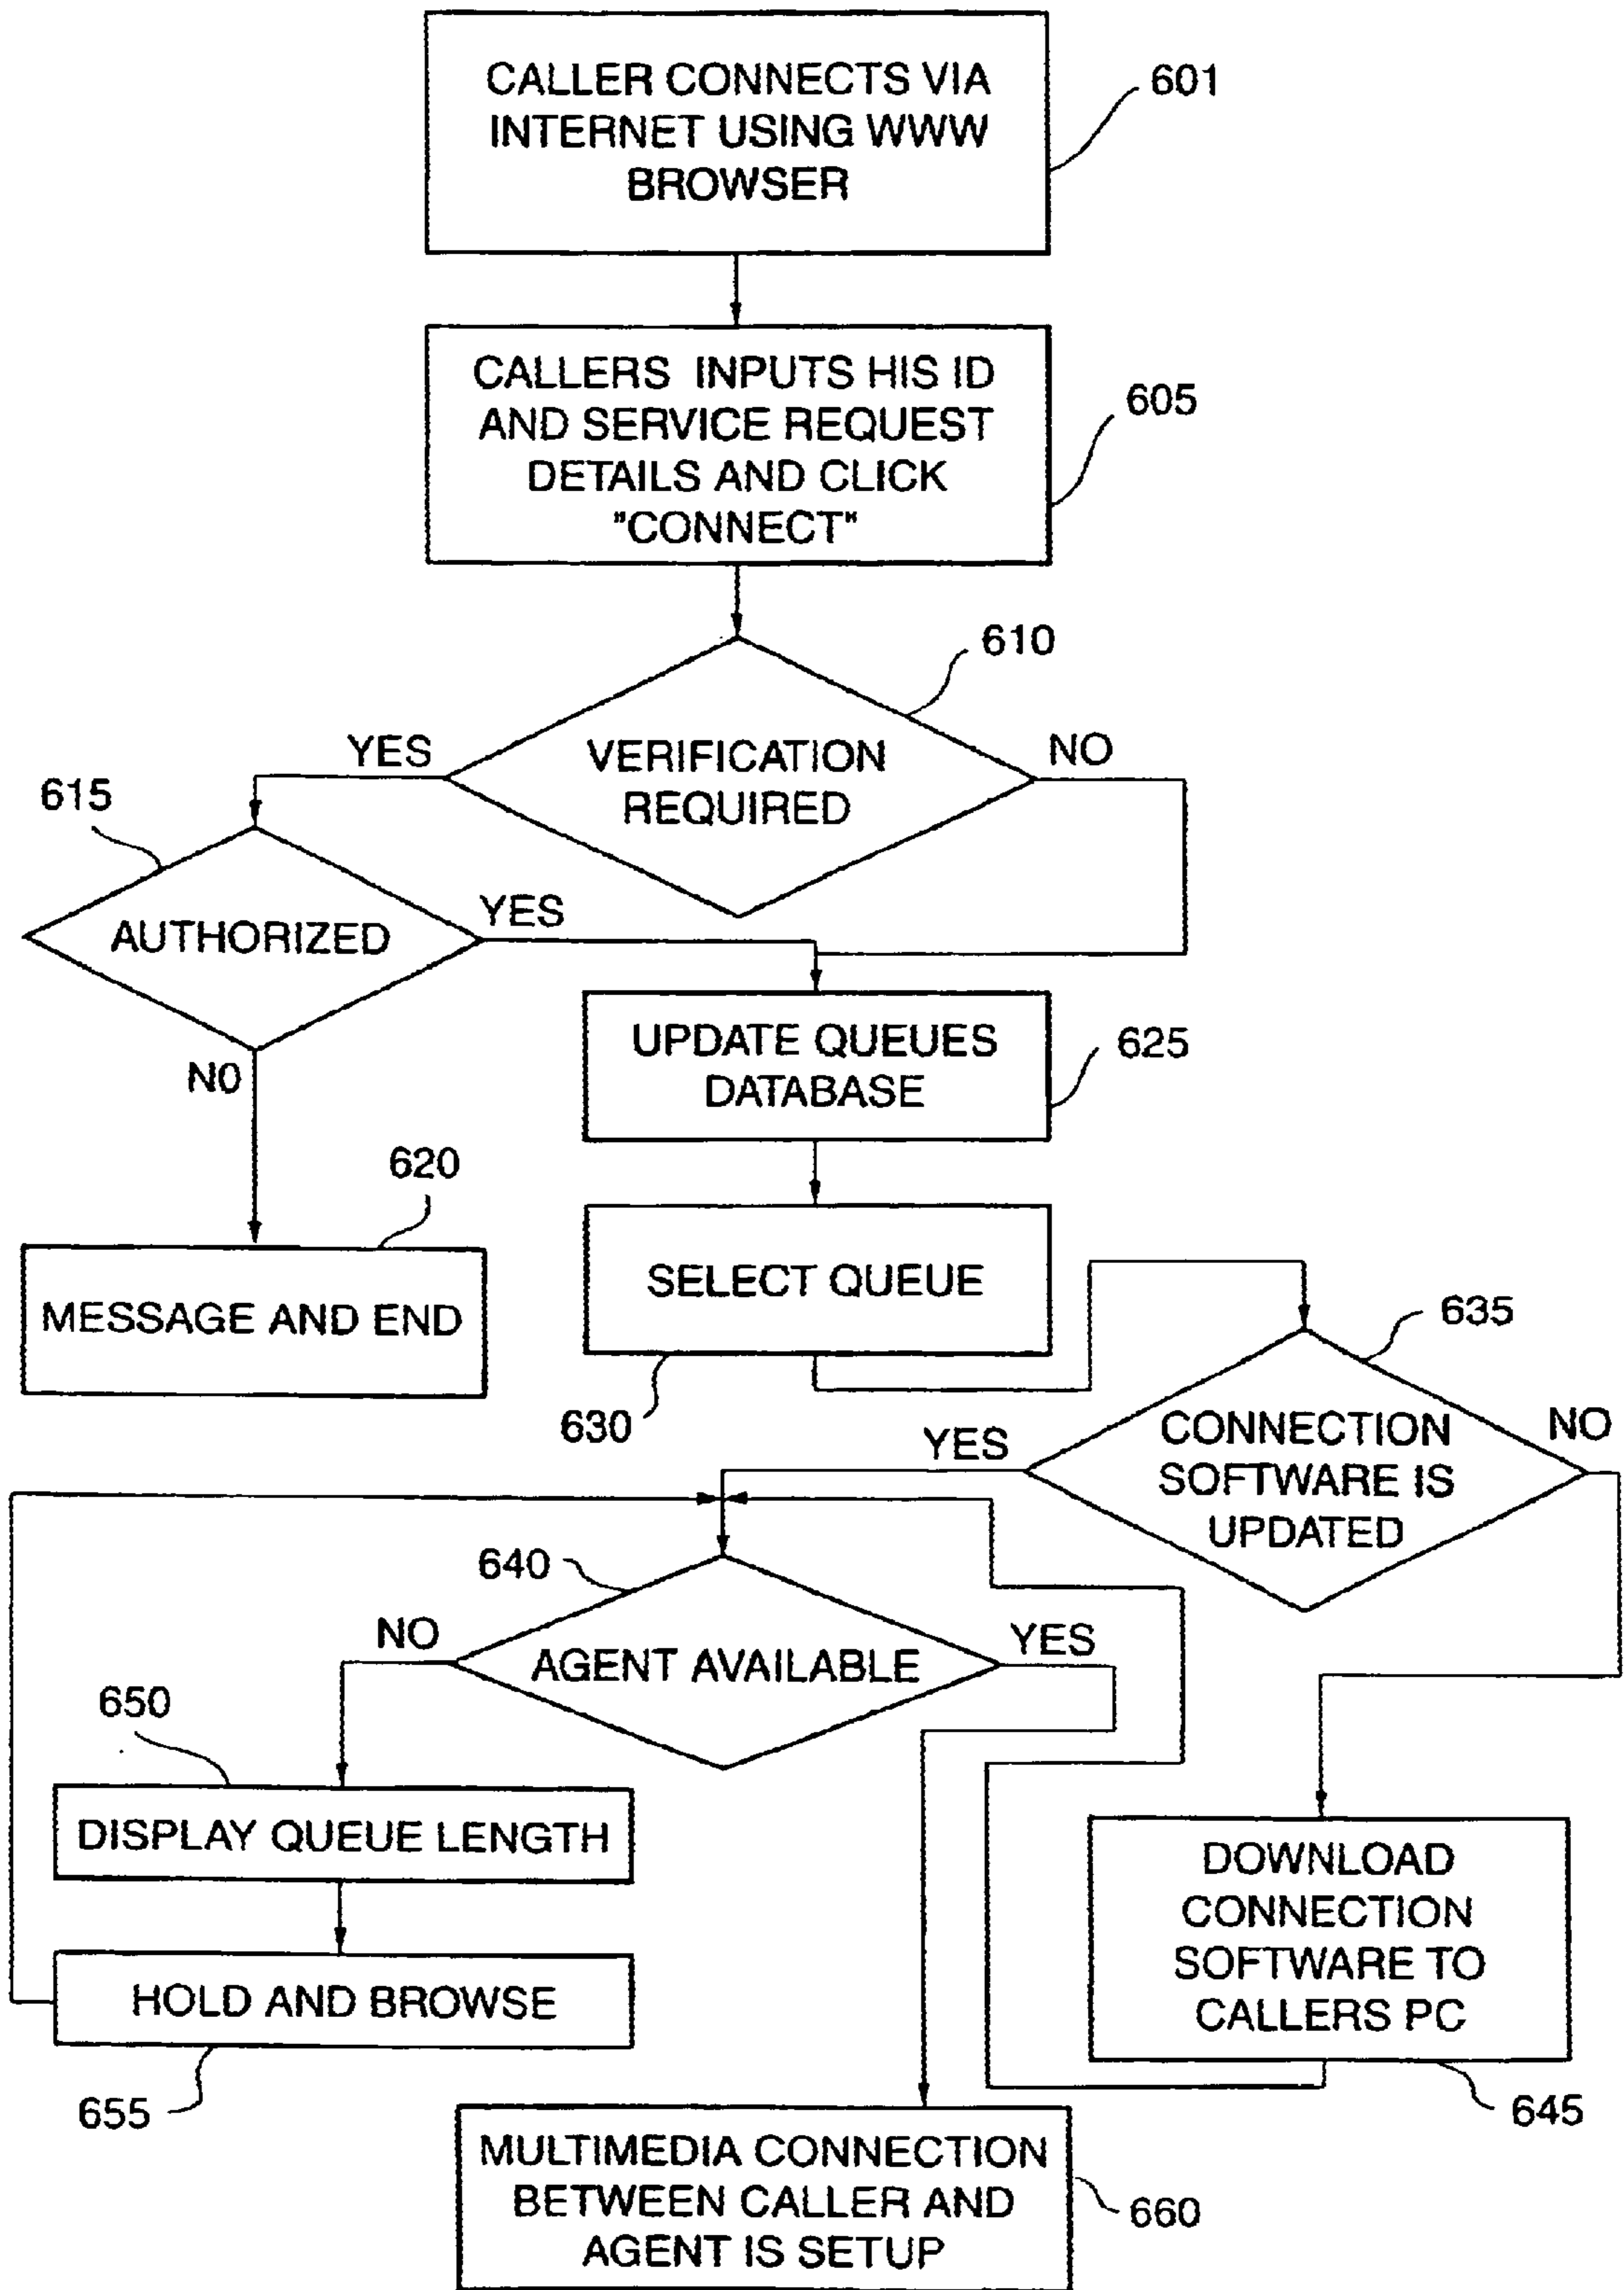 CALLER CONNECTS VIA
INTERNET USING WWW
BROWSER
601
CALLERS INPUTS HIS ID
AND SERVICE REQUEST
DETAILS AND CLICK
"CONNECT"
605
610
VERIFICATION
REQUIRED
YES
NO
615
AUTHORIZED
YES
NO
UPDATE QUEUES
DATABASE
625
620
MESSAGE AND END
SELECT QUEUE
630
635
CONNECTION
SOFTWARE IS
UPDATED
YES
NO
640
AGENT AVAILABLE
NO
YES
650
DISPLAY QUEUE LENGTH
HOLD AND BROWSE
655
DOWNLOAD
CONNECTION
SOFTWARE TO
CALLERS PC
645
MULTIMEDIA CONNECTION
BETWEEN CALLER AND
AGENT IS SETUP
660